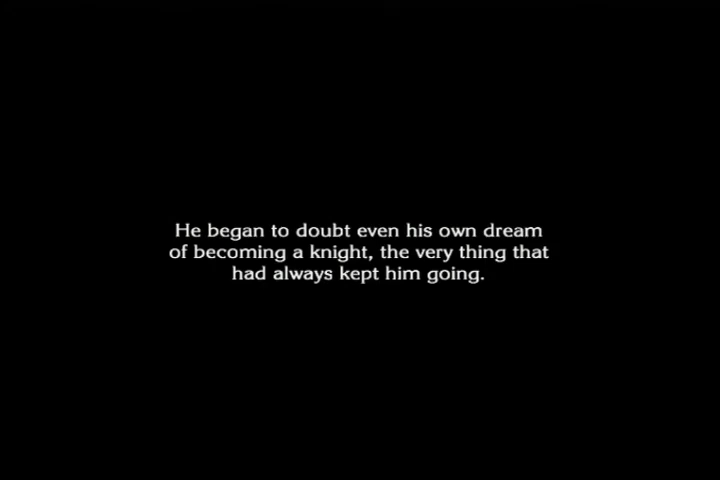 He began to doubt even his own dream
of becoming a knight, the very thing that
had always kept him going.